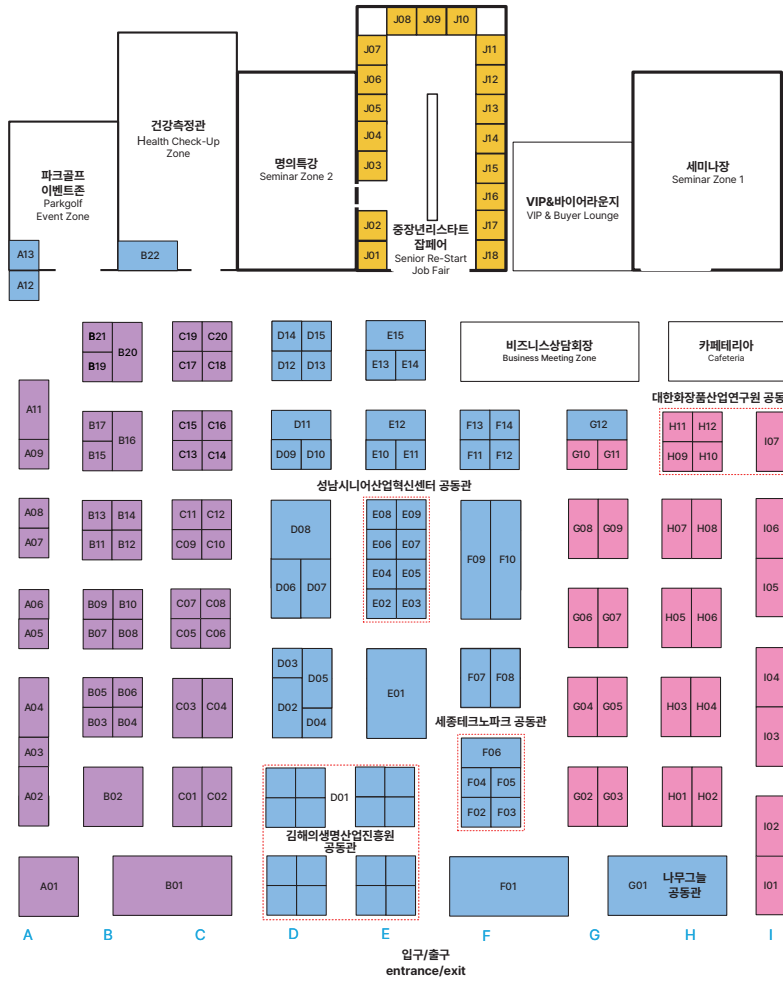 J08 J09 J10
J07 J11
J06 J12
J05 J13
J04 J14
J03 J15
J16
J02 J17
J01 J18
건강측정관
Health Check-Up
Zone
명의특강
Seminar Zone 2
파크골프
이벤트존
Parkgolf
Event Zone
중장년리스타트
잡페어
Senior Re-Start
Job Fair
VIP&바이어라운지
VIP & Buyer Lounge
세미나장
Seminar Zone 1
A13 B22
A12
B21 B20 C19 C20 D14 D15 E15
B19 C17 C18 D12 D13 E13 E14
비즈니스상담회장
Business Meeting Zone
카페테리아
Cafeteria
대한화장품산업연구원 공동
A11 B17 B16 C15 C16 D11 E12 F13 F14 G12 H11 H12 I07
A09 B15 C13 C14 D09 D10 E10 E11 F11 F12 G10 G11 H09 H10
성남시니어산업혁신센터 공동관
A08 B13 B14 C11 C12 D08 E08 E09 F09 F10 G08 G09 H07 H08 I06
A07 B11 B12 C09 C10 E06 E07
D06 D07 E04 E05 I05
A06 B09 B10 C07 C08 E02 E03 G06 G07 H05 H06
A05 B07 B08 C05 C06
A04 B05 B06 C03 C04 D03 D05 E01 F07 F08 G04 G05 H03 H04 I04
B03 B04 D02 D04
세종테크노파크 공동관
A03 F06 I03
A02 B02 C01 C02 D01 F04 F05 G02 G03 H01 H02
F02 F03 I02
김해의생명산업진흥원
공동관
A01 B01 F01 G01 나무그늘
공동관
I01
A B C D E F G H I
입구/출구
entrance/exit